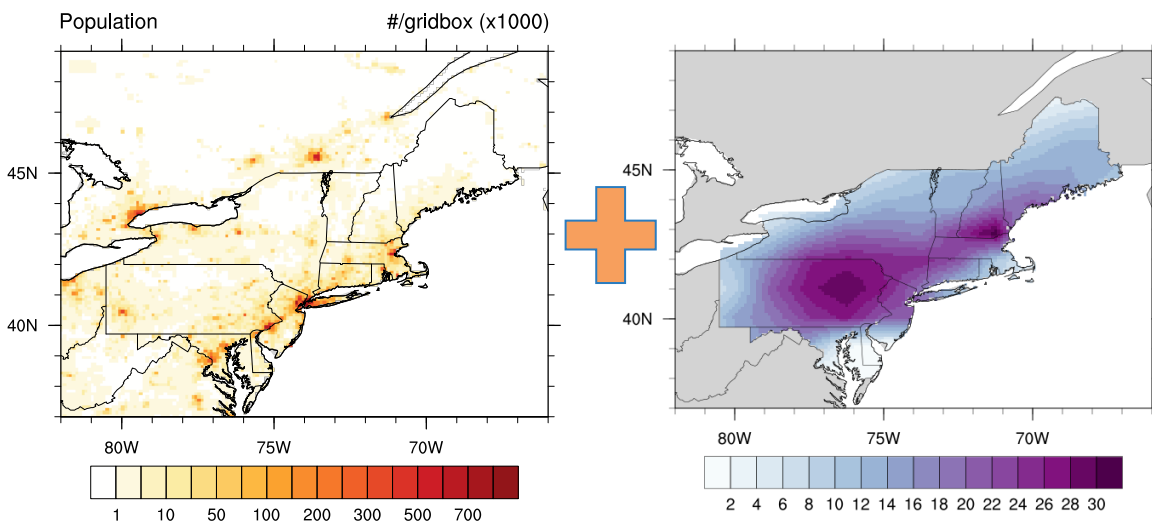 Population #/gridbox (x1000)
45N
40N
80W 75W 70W
1 10 50 100 200 300 500 700
45N
40N
80W 75W 70W
2 4 6 8 10 12 14 16 18 20 22 24 26 28 30